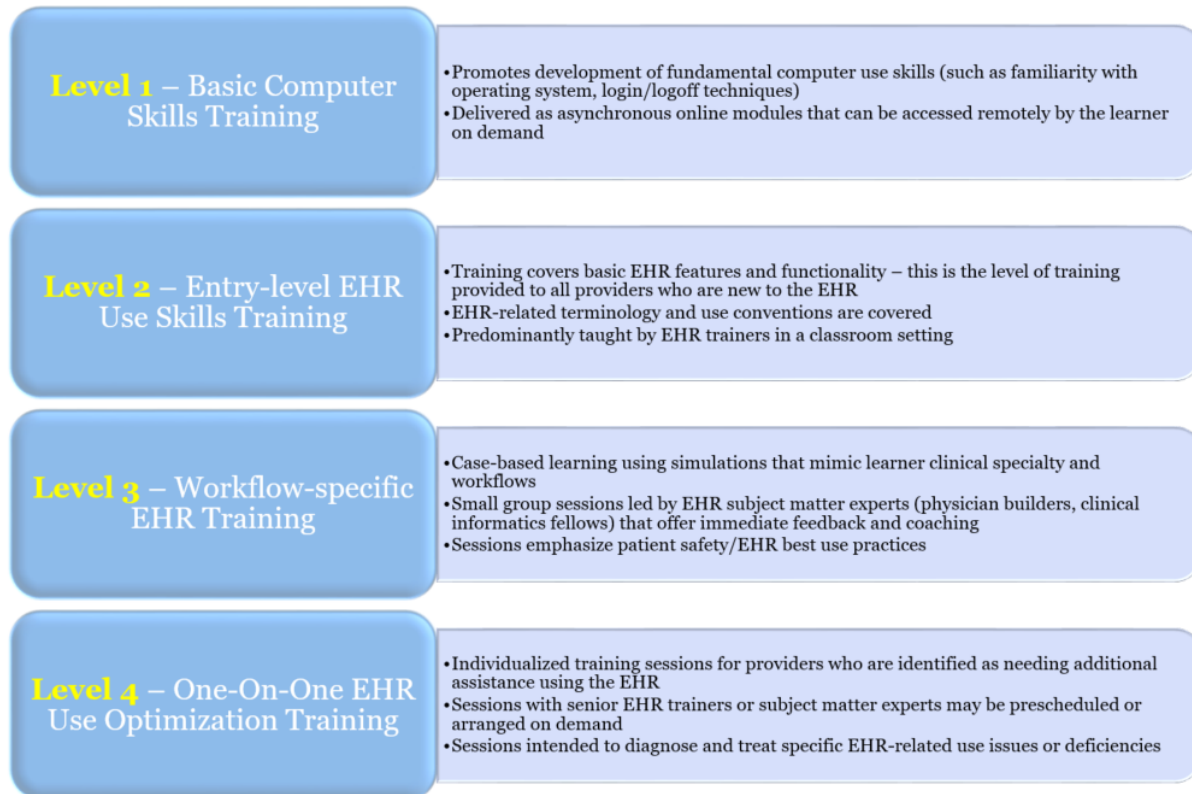 Level 1 – Basic Computer
Skills Training
•Promotes development of fundamental computer use skills (such as familiarity with
operating system, login/logoff techniques)
•Delivered as asynchronous online modules that can be accessed remotely by the learner
on demand
Level 2 – Entry-level EHR
Use Skills Training
•Training covers basic EHR features and functionality – this is the level of training
provided to all providers who are new to the EHR
•EHR-related terminology and use conventions are covered
•Predominantly taught by EHR trainers in a classroom setting
Level 3 – Workflow-specific
EHR Training
•Case-based learning using simulations that mimic learner clinical specialty and
workflows
•Small group sessions led by EHR subject matter experts (physician builders, clinical
informatics fellows) that offer immediate feedback and coaching
•Sessions emphasize patient safety/EHR best use practices
Level 4 – One-On-One EHR
Use Optimization Training
•Individualized training sessions for providers who are identified as needing additional
assistance using the EHR
•Sessions with senior EHR trainers or subject matter experts may be prescheduled or
arranged on demand
•Sessions intended to diagnose and treat specific EHR-related use issues or deficiencies